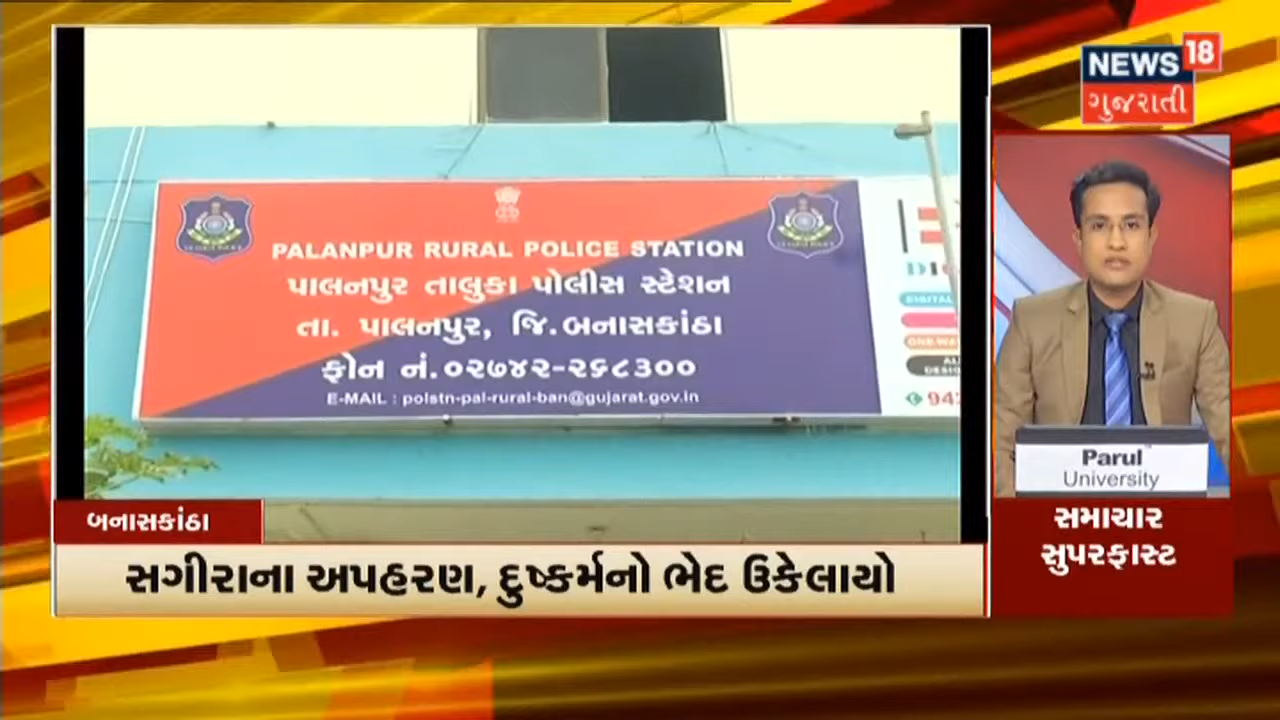 NEWS 18
ગુજરાતી
PALANPUR RURAL POLICE STATION
પાલનપુર તાલુકા પોલીસ સ્ટેશન
તા. પાલનપુર, જિ.બનાસકાંઠા
ફોન નં.૦૨૭૪૨-૨૬૮૩૦૦
E-MAIL : polstn-pal-rural-ban@gujarat.gov.in
DIGITAL
Parul
University
સમાચાર
સુપરફાસ્ટ
બનાસકાંઠા
સગીરાના અપહરણ, દુષ્કર્મનો ભેદ ઉકેલાયો